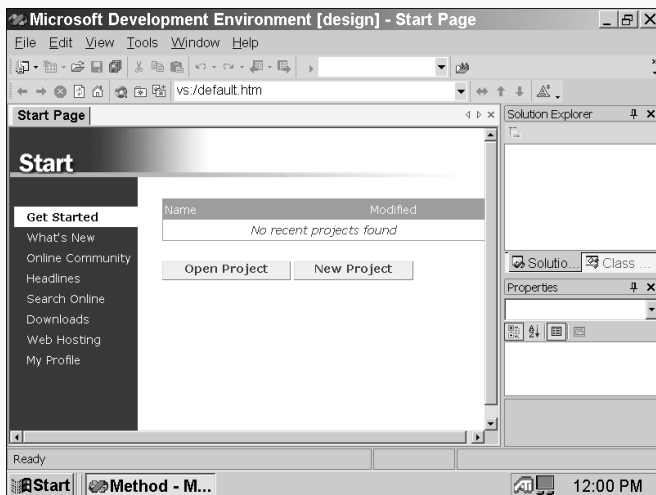 Microsoft Development Environment [design] - Start Page
File Edit View Tools Window Help
vs:/default.htm
Start Page
Solution Explorer
Start
Get Started
What's New
Online Community
Headlines
Search Online
Downloads
Web Hosting
My Profile
Name Modified
No recent projects found
Open Project New Project
Solutio... Class ...
Properties
Ready
Start Method - M... 12:00 PM